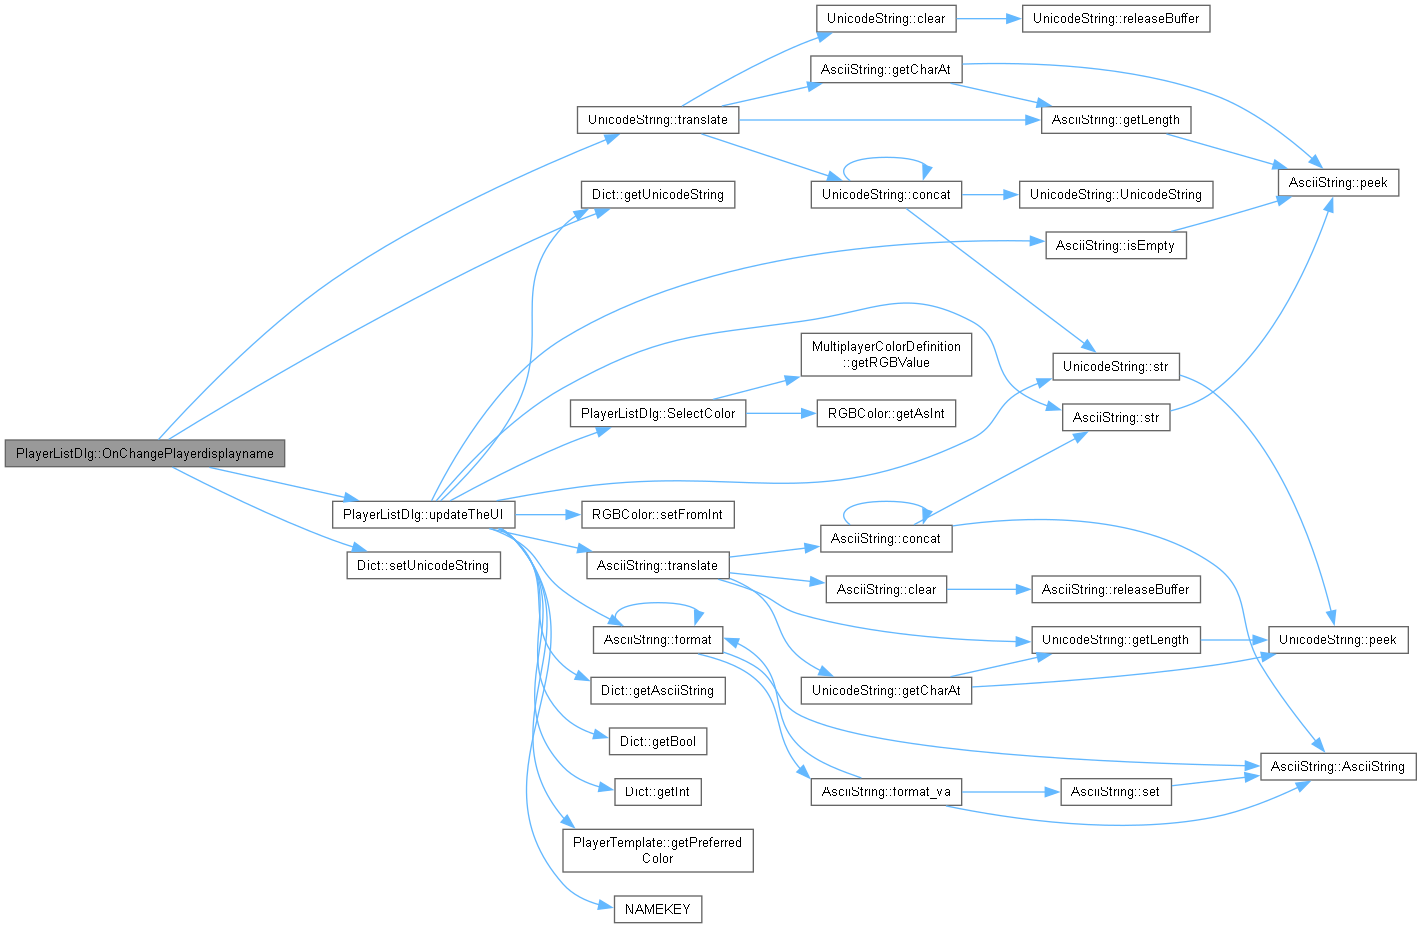 UnicodeString::clear
UnicodeString::releaseBuffer
AsciiString::getCharAt
UnicodeString::translate
AsciiString::getLength
AsciiString::peek
Dict::getUnicodeString
UnicodeString::concat
UnicodeString::UnicodeString
AsciiString::isEmpty
MultiplayerColorDefinition
::getRGBValue
UnicodeString::str
PlayerListDlg::SelectColor
RGBColor::getAsInt
AsciiString::str
PlayerListDlg::OnChangePlayerdisplayname
PlayerListDlg::updateTheUI
RGBColor::setFromInt
AsciiString::concat
Dict::setUnicodeString
AsciiString::translate
AsciiString::clear
AsciiString::releaseBuffer
AsciiString::format
UnicodeString::getLength
UnicodeString::peek
Dict::getAsciiString
UnicodeString::getCharAt
Dict::getBool
AsciiString::AsciiString
Dict::getInt
AsciiString::format_va
AsciiString::set
PlayerTemplate::getPreferred
Color
NAMEKEY